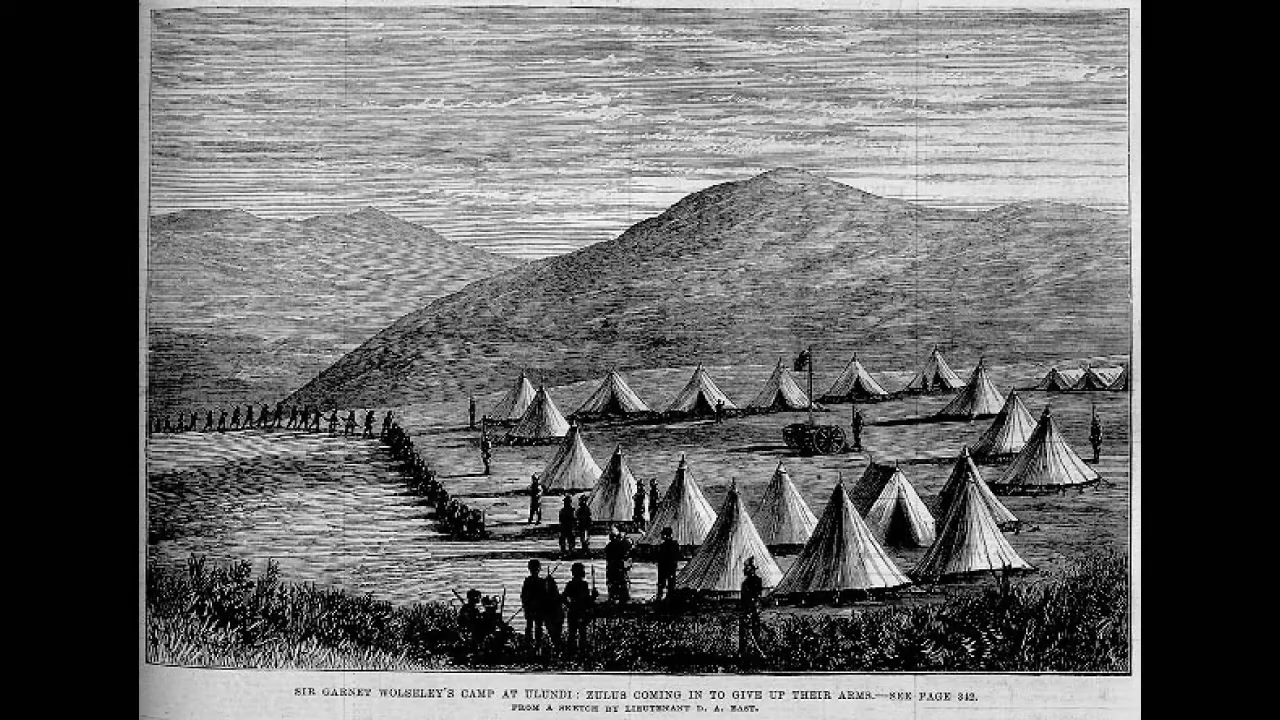 SIR GARNET WOLSELEY'S CAMP AT ULUNDI: ZULUS COMING IN TO GIVE UP THEIR ARMS.—SEE PAGE 342.
FROM A SKETCH BY LIEUTENANT D. A. EAST.